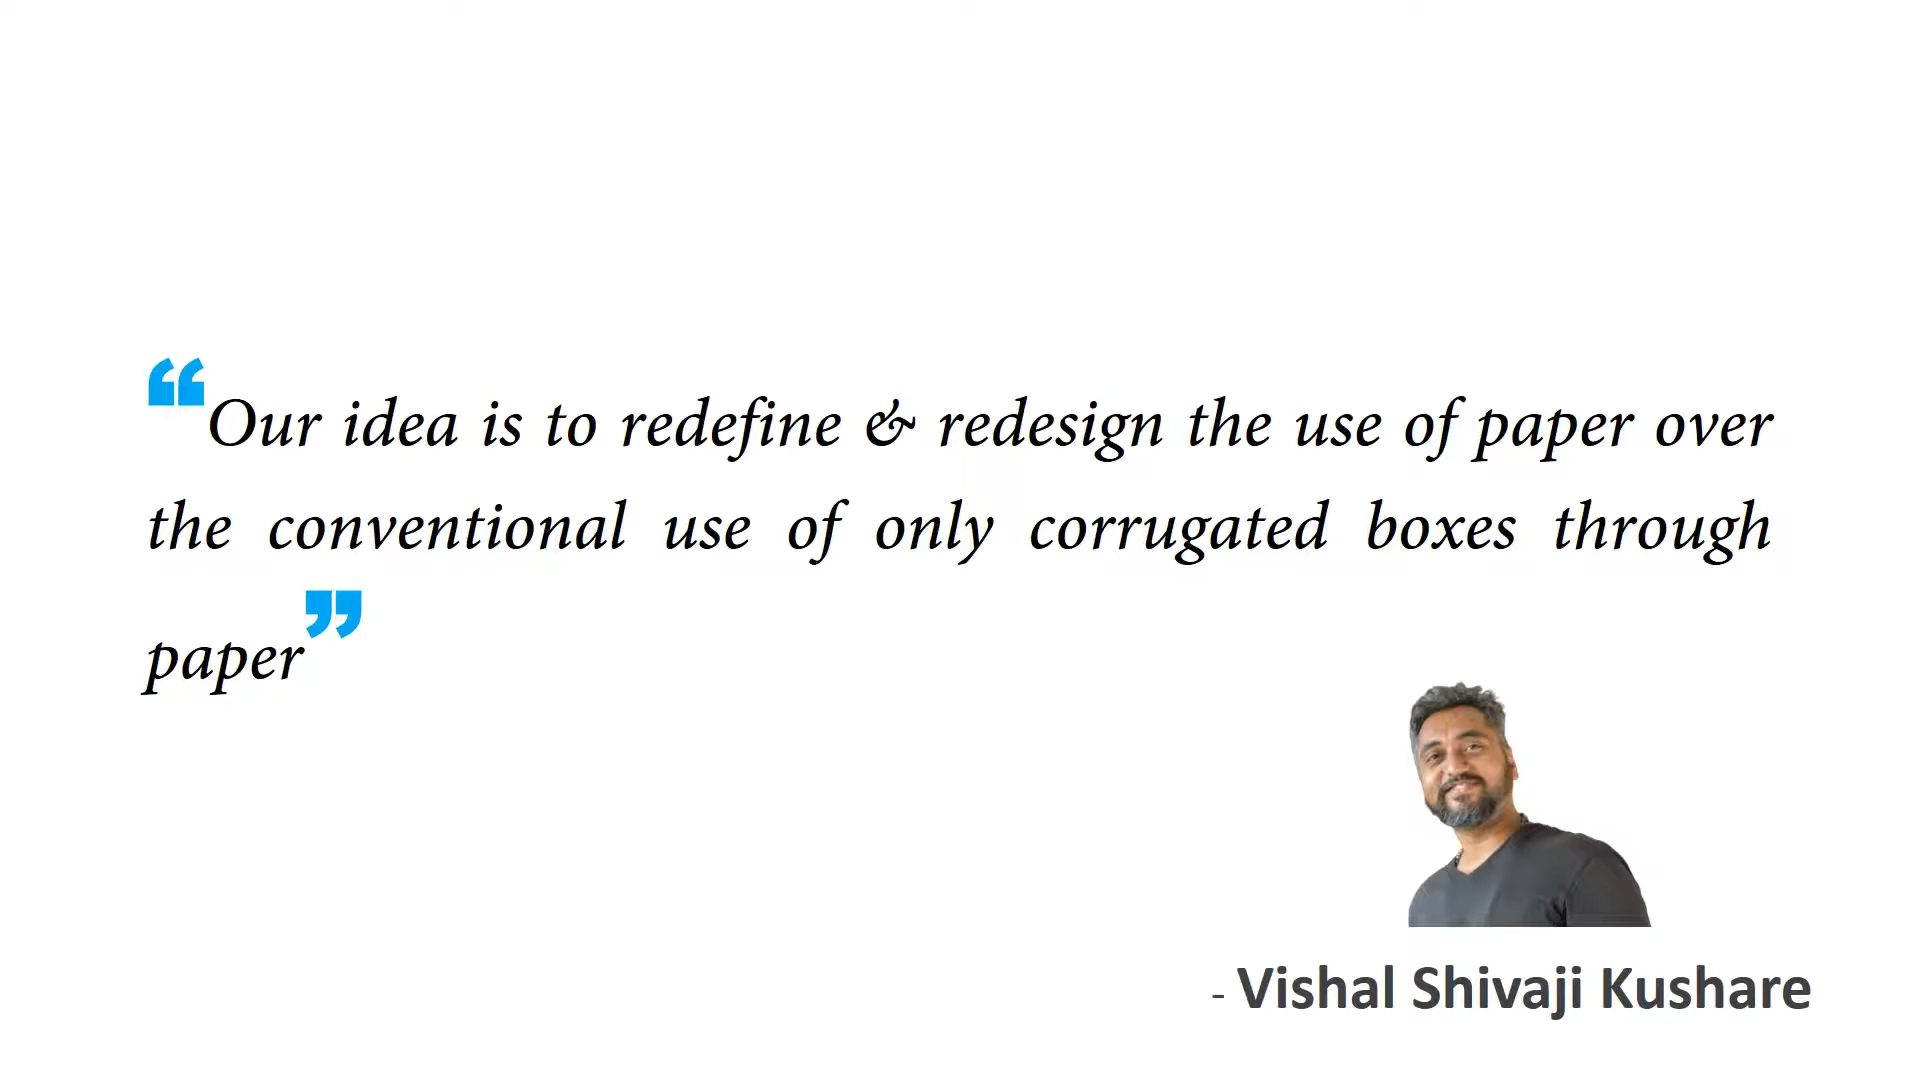 “Our idea is to redefine & redesign the use of paper over
the conventional use of only corrugated boxes through
paper”
- Vishal Shivaji Kushare